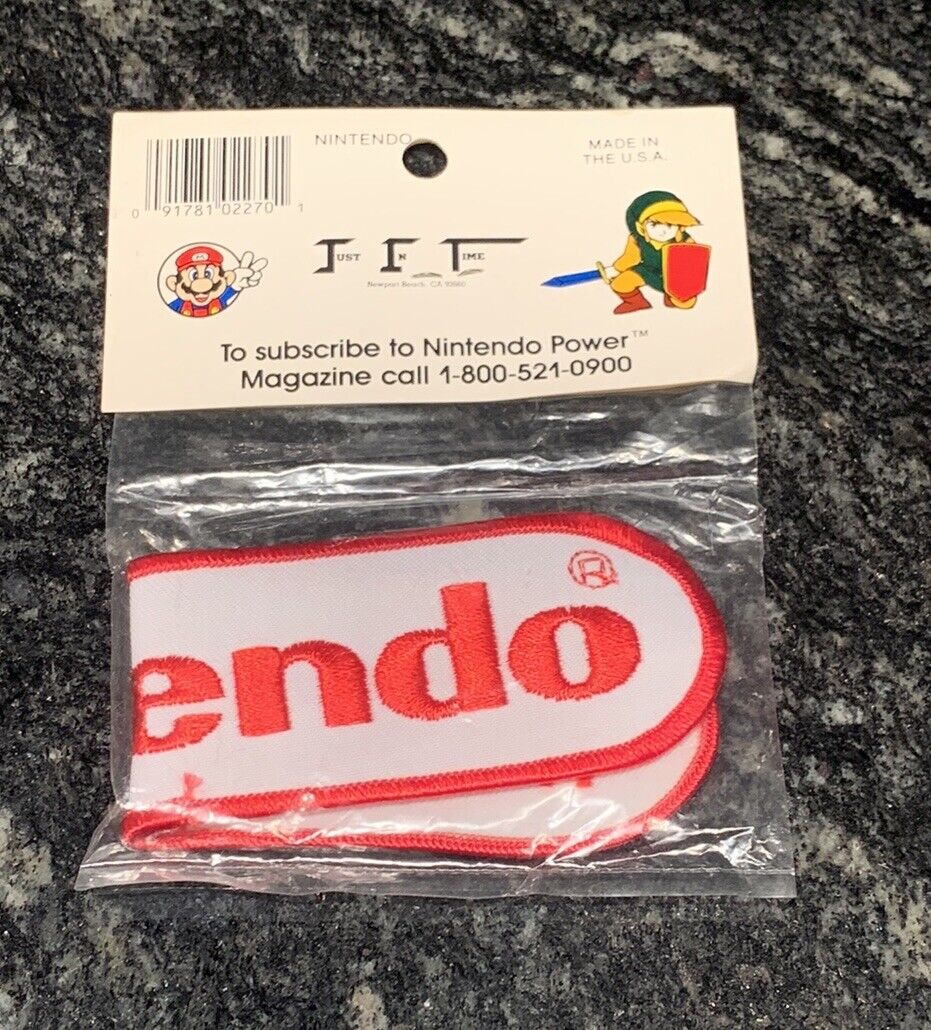 NINTENDO
MADE IN
THE U.S.A.
0 91781 02270 1
M
JUST IN TIME
Newport Beach, CA 92660
To subscribe to Nintendo Power™
Magazine call 1-800-521-0900
endo®